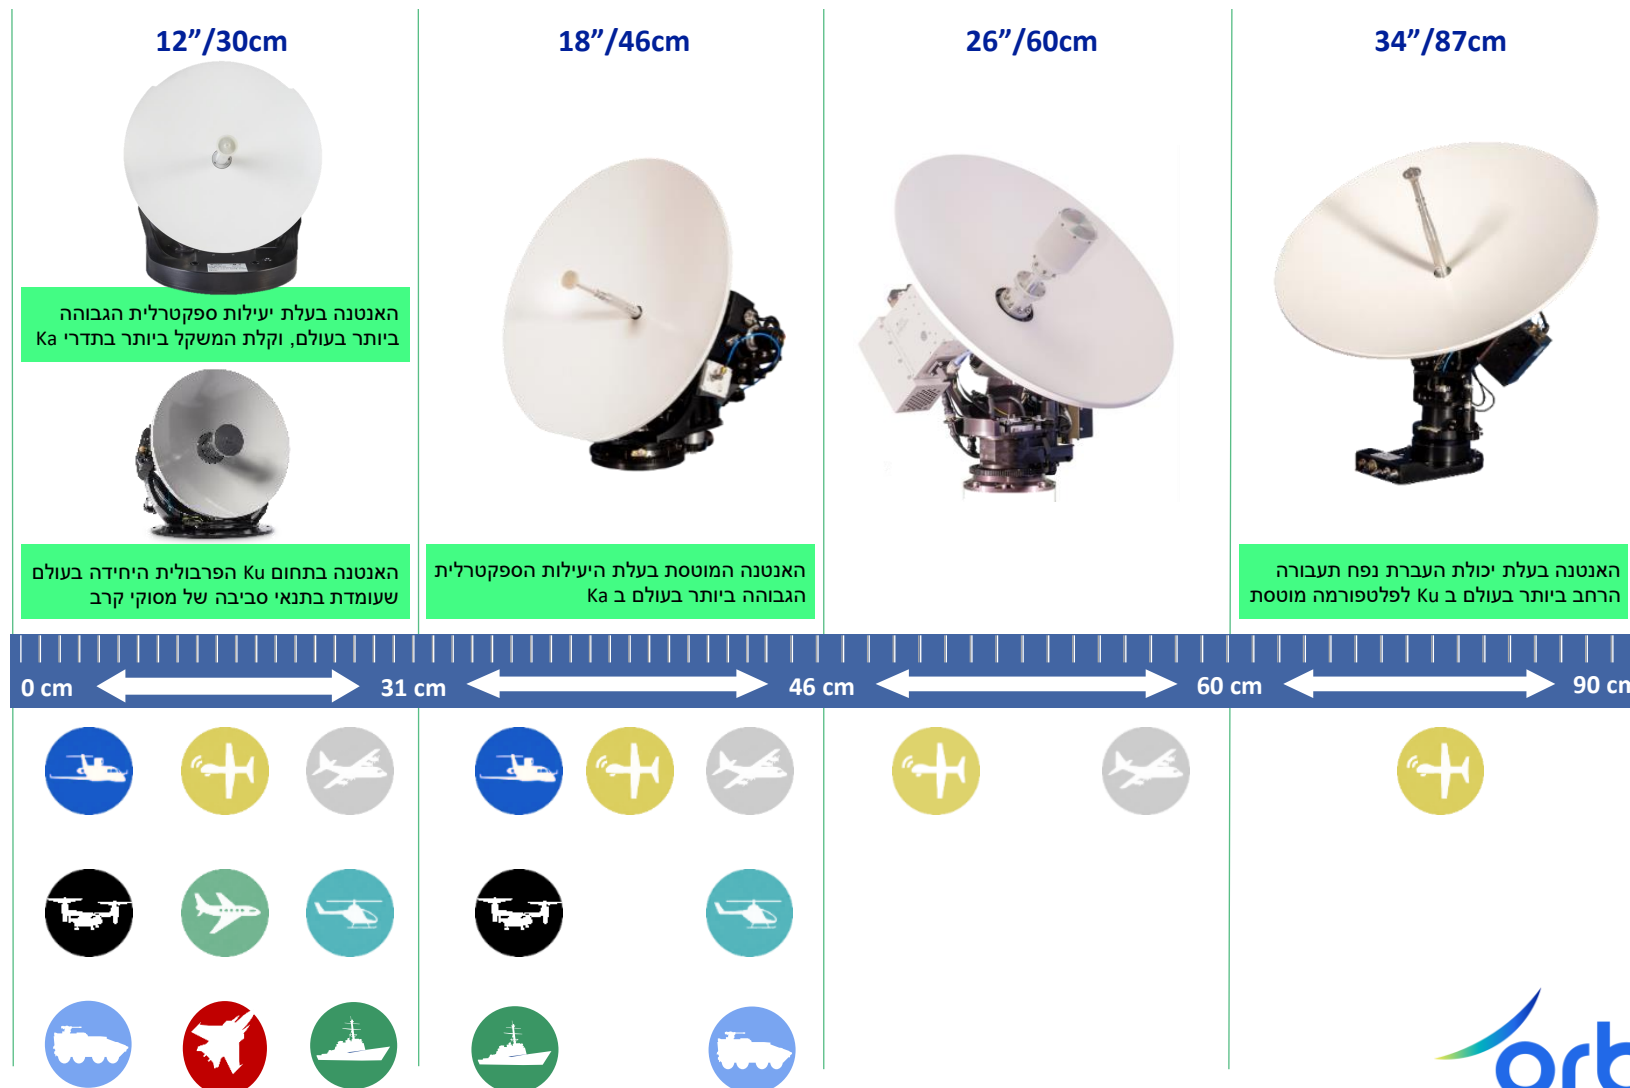 12”/30cm
18”/46cm
26”/60cm
34”/87cm
האנטנה בעלת יעילות ספקטרלית הגבוהה
ביותר בעולם, וקלת המשקל ביותר בתדרי Ka
האנטנה בתחום Ku הפרבולית היחידה בעולם
שעומדת בתנאי סביבה של מסוקי קרב
האנטנה המוטסת בעלת היעילות הספקטרלית
הגבוהה ביותר בעולם ב Ka
האנטנה בעלת יכולת העברת נפח תעבורה
הרחב ביותר בעולם ב Ku לפלטפורמה מוטסת
0 cm
31 cm
46 cm
60 cm
90 cm
orb